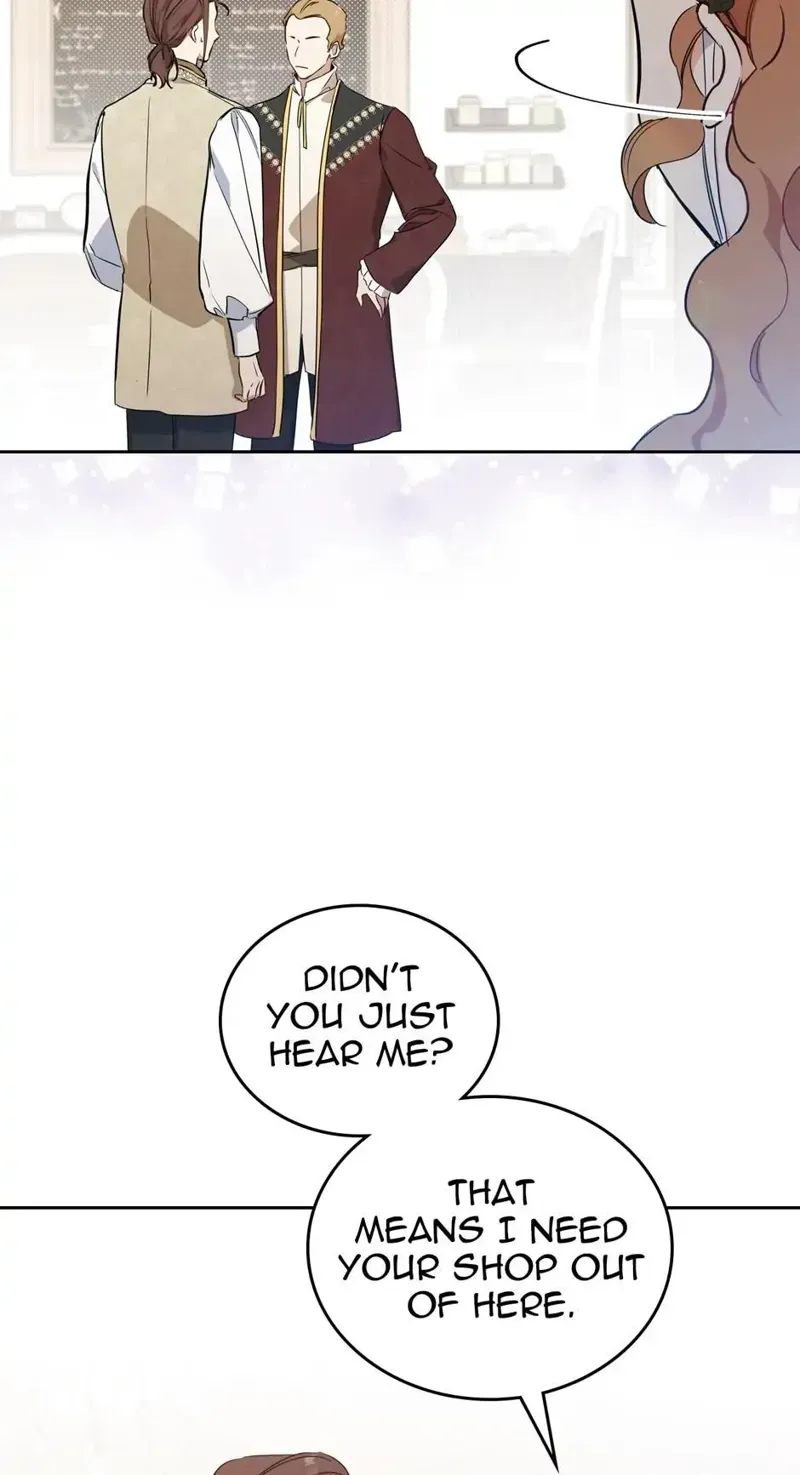 DIDN'T
YOU JUST
HEAR ME?
THAT
MEANS I NEED
YOUR SHOP OUT
OF HERE.